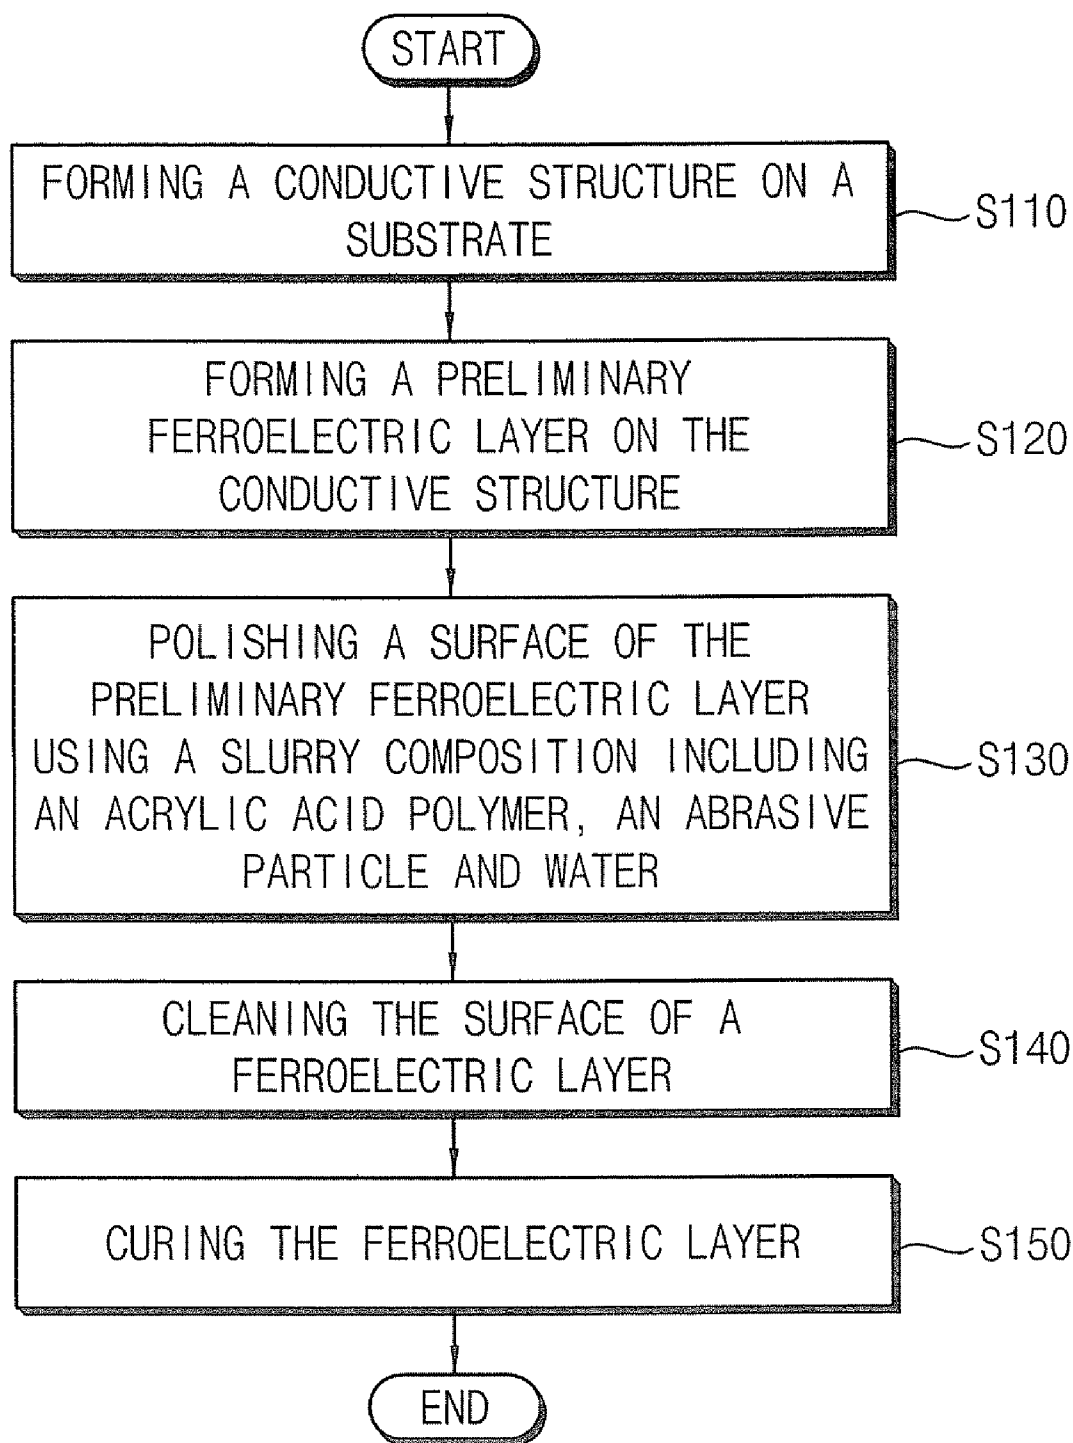 START
FORMING A CONDUCTIVE STRUCTURE ON A
SUBSTRATE
S110
FORMING A PRELIMINARY
FERROELECTRIC LAYER ON THE
CONDUCTIVE STRUCTURE
S120
POLISHING A SURFACE OF THE
PRELIMINARY FERROELECTRIC LAYER
USING A SLURRY COMPOSITION INCLUDING
AN ACRYLIC ACID POLYMER, AN ABRASIVE
PARTICLE AND WATER
S130
CLEANING THE SURFACE OF A
FERROELECTRIC LAYER
S140
CURING THE FERROELECTRIC LAYER
S150
END